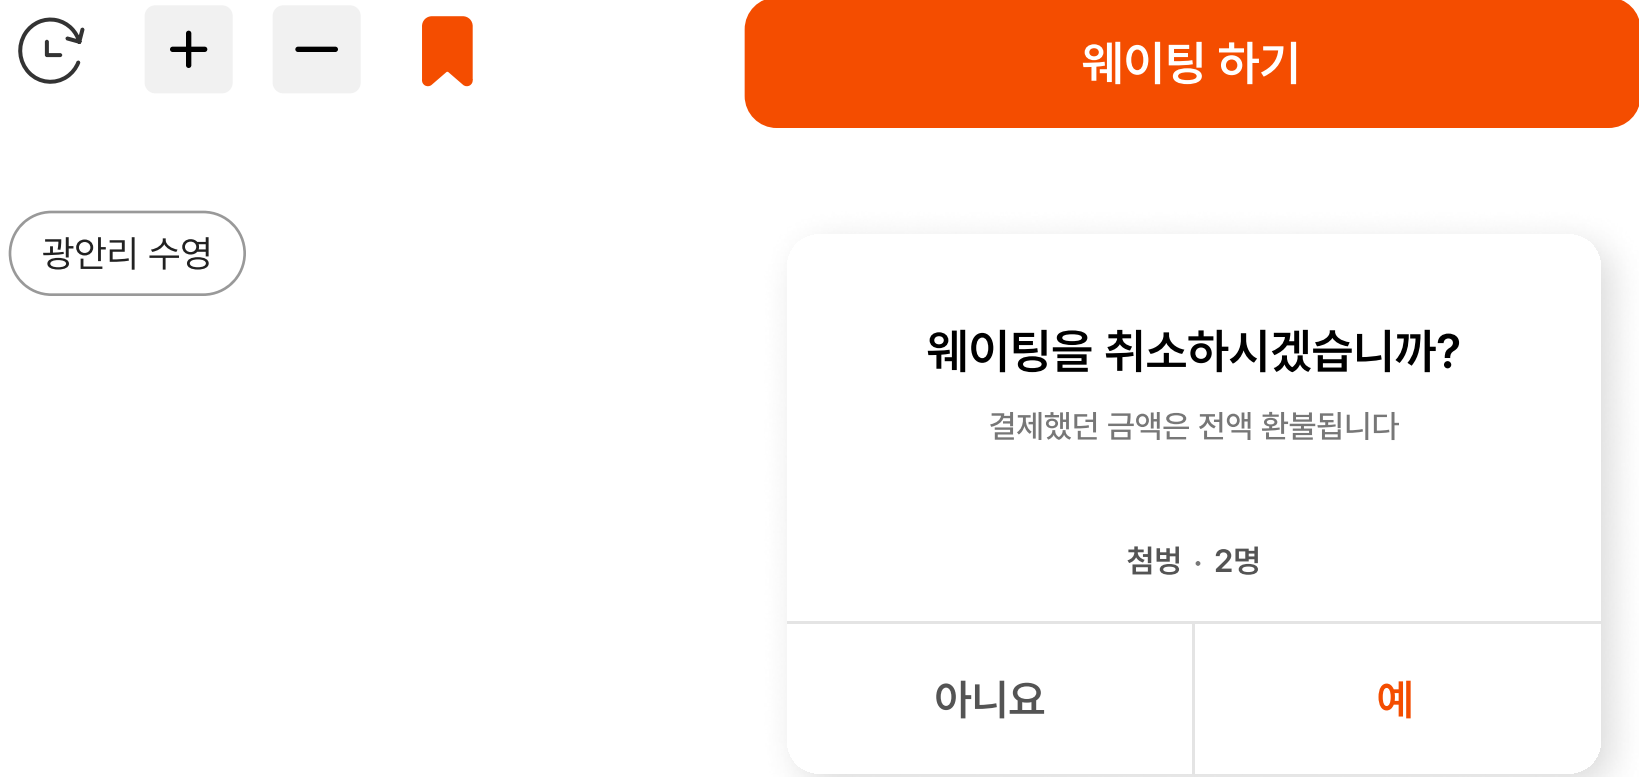 웨이팅 하기
광안리 수영
웨이팅을 취소하시겠습니까?
결제했던 금액은 전액 환불됩니다
첨벙 · 2명
아니요
예